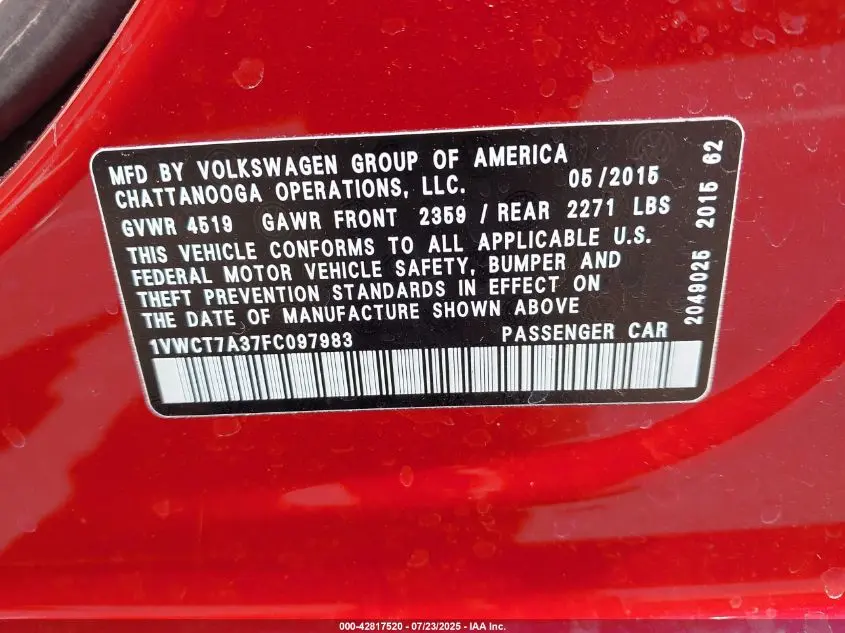 MFD BY VOLKSWAGEN GROUP OF AMERICA
CHATTANOOGA OPERATIONS, LLC. 05/2015
GVWR 4519 GAWR FRONT 2359 / REAR 2271 LBS
THIS VEHICLE CONFORMS TO ALL APPLICABLE U.S.
FEDERAL MOTOR VEHICLE SAFETY, BUMPER AND
THEFT PREVENTION STANDARDS IN EFFECT ON
THE DATE OF MANUFACTURE SHOWN ABOVE
1VWCT7A37FC097983 PASSENGER CAR
2049025 2015 62
000-42817520 - 07/23/2025 - IAA Inc.